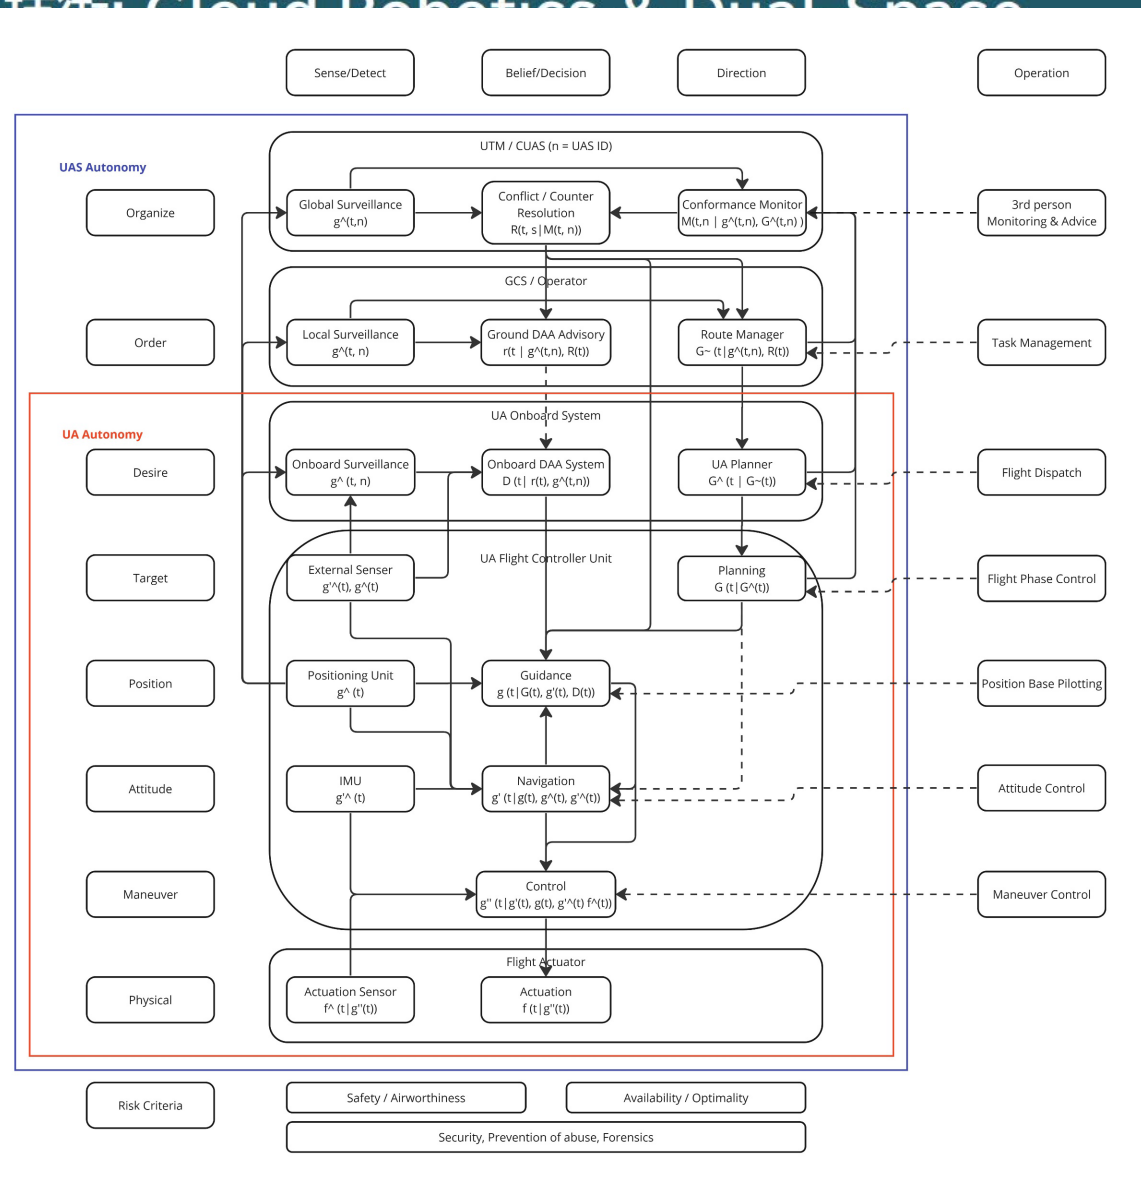 Cloud Robotics & Dual Space
Sense/Detect
Belief/Decision
Direction
Operation
UAS Autonomy
UTM / CUAS (n = UAS ID)
Organize
Global Surveillance
g^(t,n)
Conflict / Counter
Resolution
R(t, s|M(t, n))
Conformance Monitor
M(t,n | g^(t,n), G^(t,n) )
3rd person
Monitoring & Advice
GCS / Operator
Order
Local Surveillance
g^(t, n)
Ground DAA Advisory
r(t | g^(t,n), R(t))
Route Manager
G~ (t|g^(t,n), R(t))
Task Management
UA Autonomy
UA Onboard System
Desire
Onboard Surveillance
g^ (t, n)
Onboard DAA System
D (t| r(t), g^(t,n))
UA Planner
G^ (t | G~(t))
Flight Dispatch
UA Flight Controller Unit
Target
External Senser
g'^(t), g^(t)
Planning
G (t|G^(t))
Flight Phase Control
Position
Positioning Unit
g^ (t)
Guidance
g (t|G(t), g'(t), D(t))
Position Base Pilotting
Attitude
IMU
g'^ (t)
Navigation
g' (t|g(t), g^(t), g'^(t))
Attitude Control
Maneuver
Control
g'' (t|g'(t), g(t), g'^(t) f^(t))
Maneuver Control
Flight Actuator
Physical
Actuation Sensor
f^ (t|g''(t))
Actuation
f (t|g''(t))
Risk Criteria
Safety / Airworthiness
Availability / Optimality
Security, Prevention of abuse, Forensics